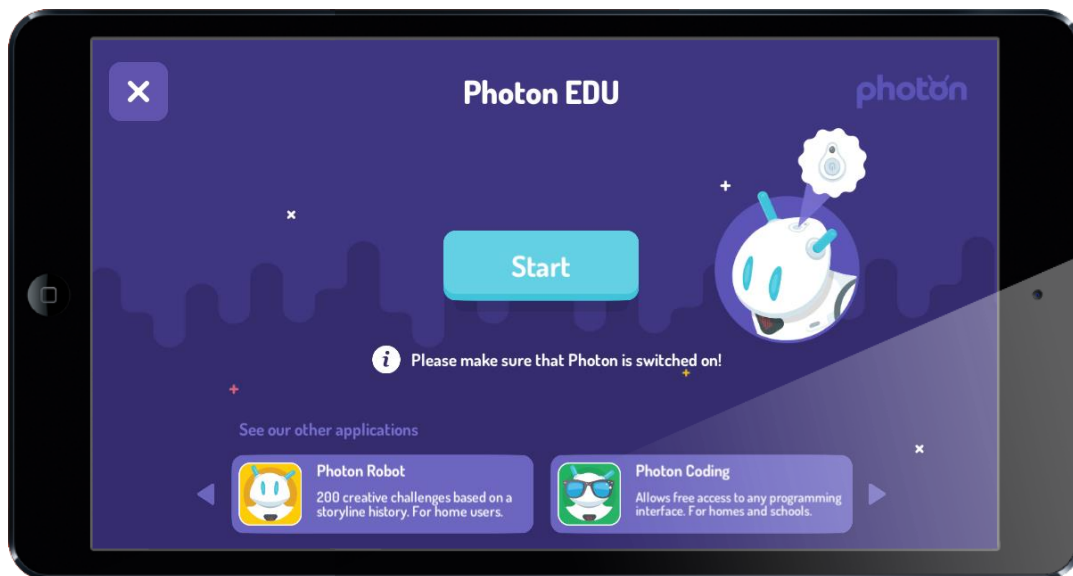 Photon EDU
photon
Start
Please make sure that Photon is switched on!
See our other applications
Photon Robot
200 creative challenges based on a
storyline history. For home users.
Photon Coding
Allows free access to any programming
interface. For homes and schools.